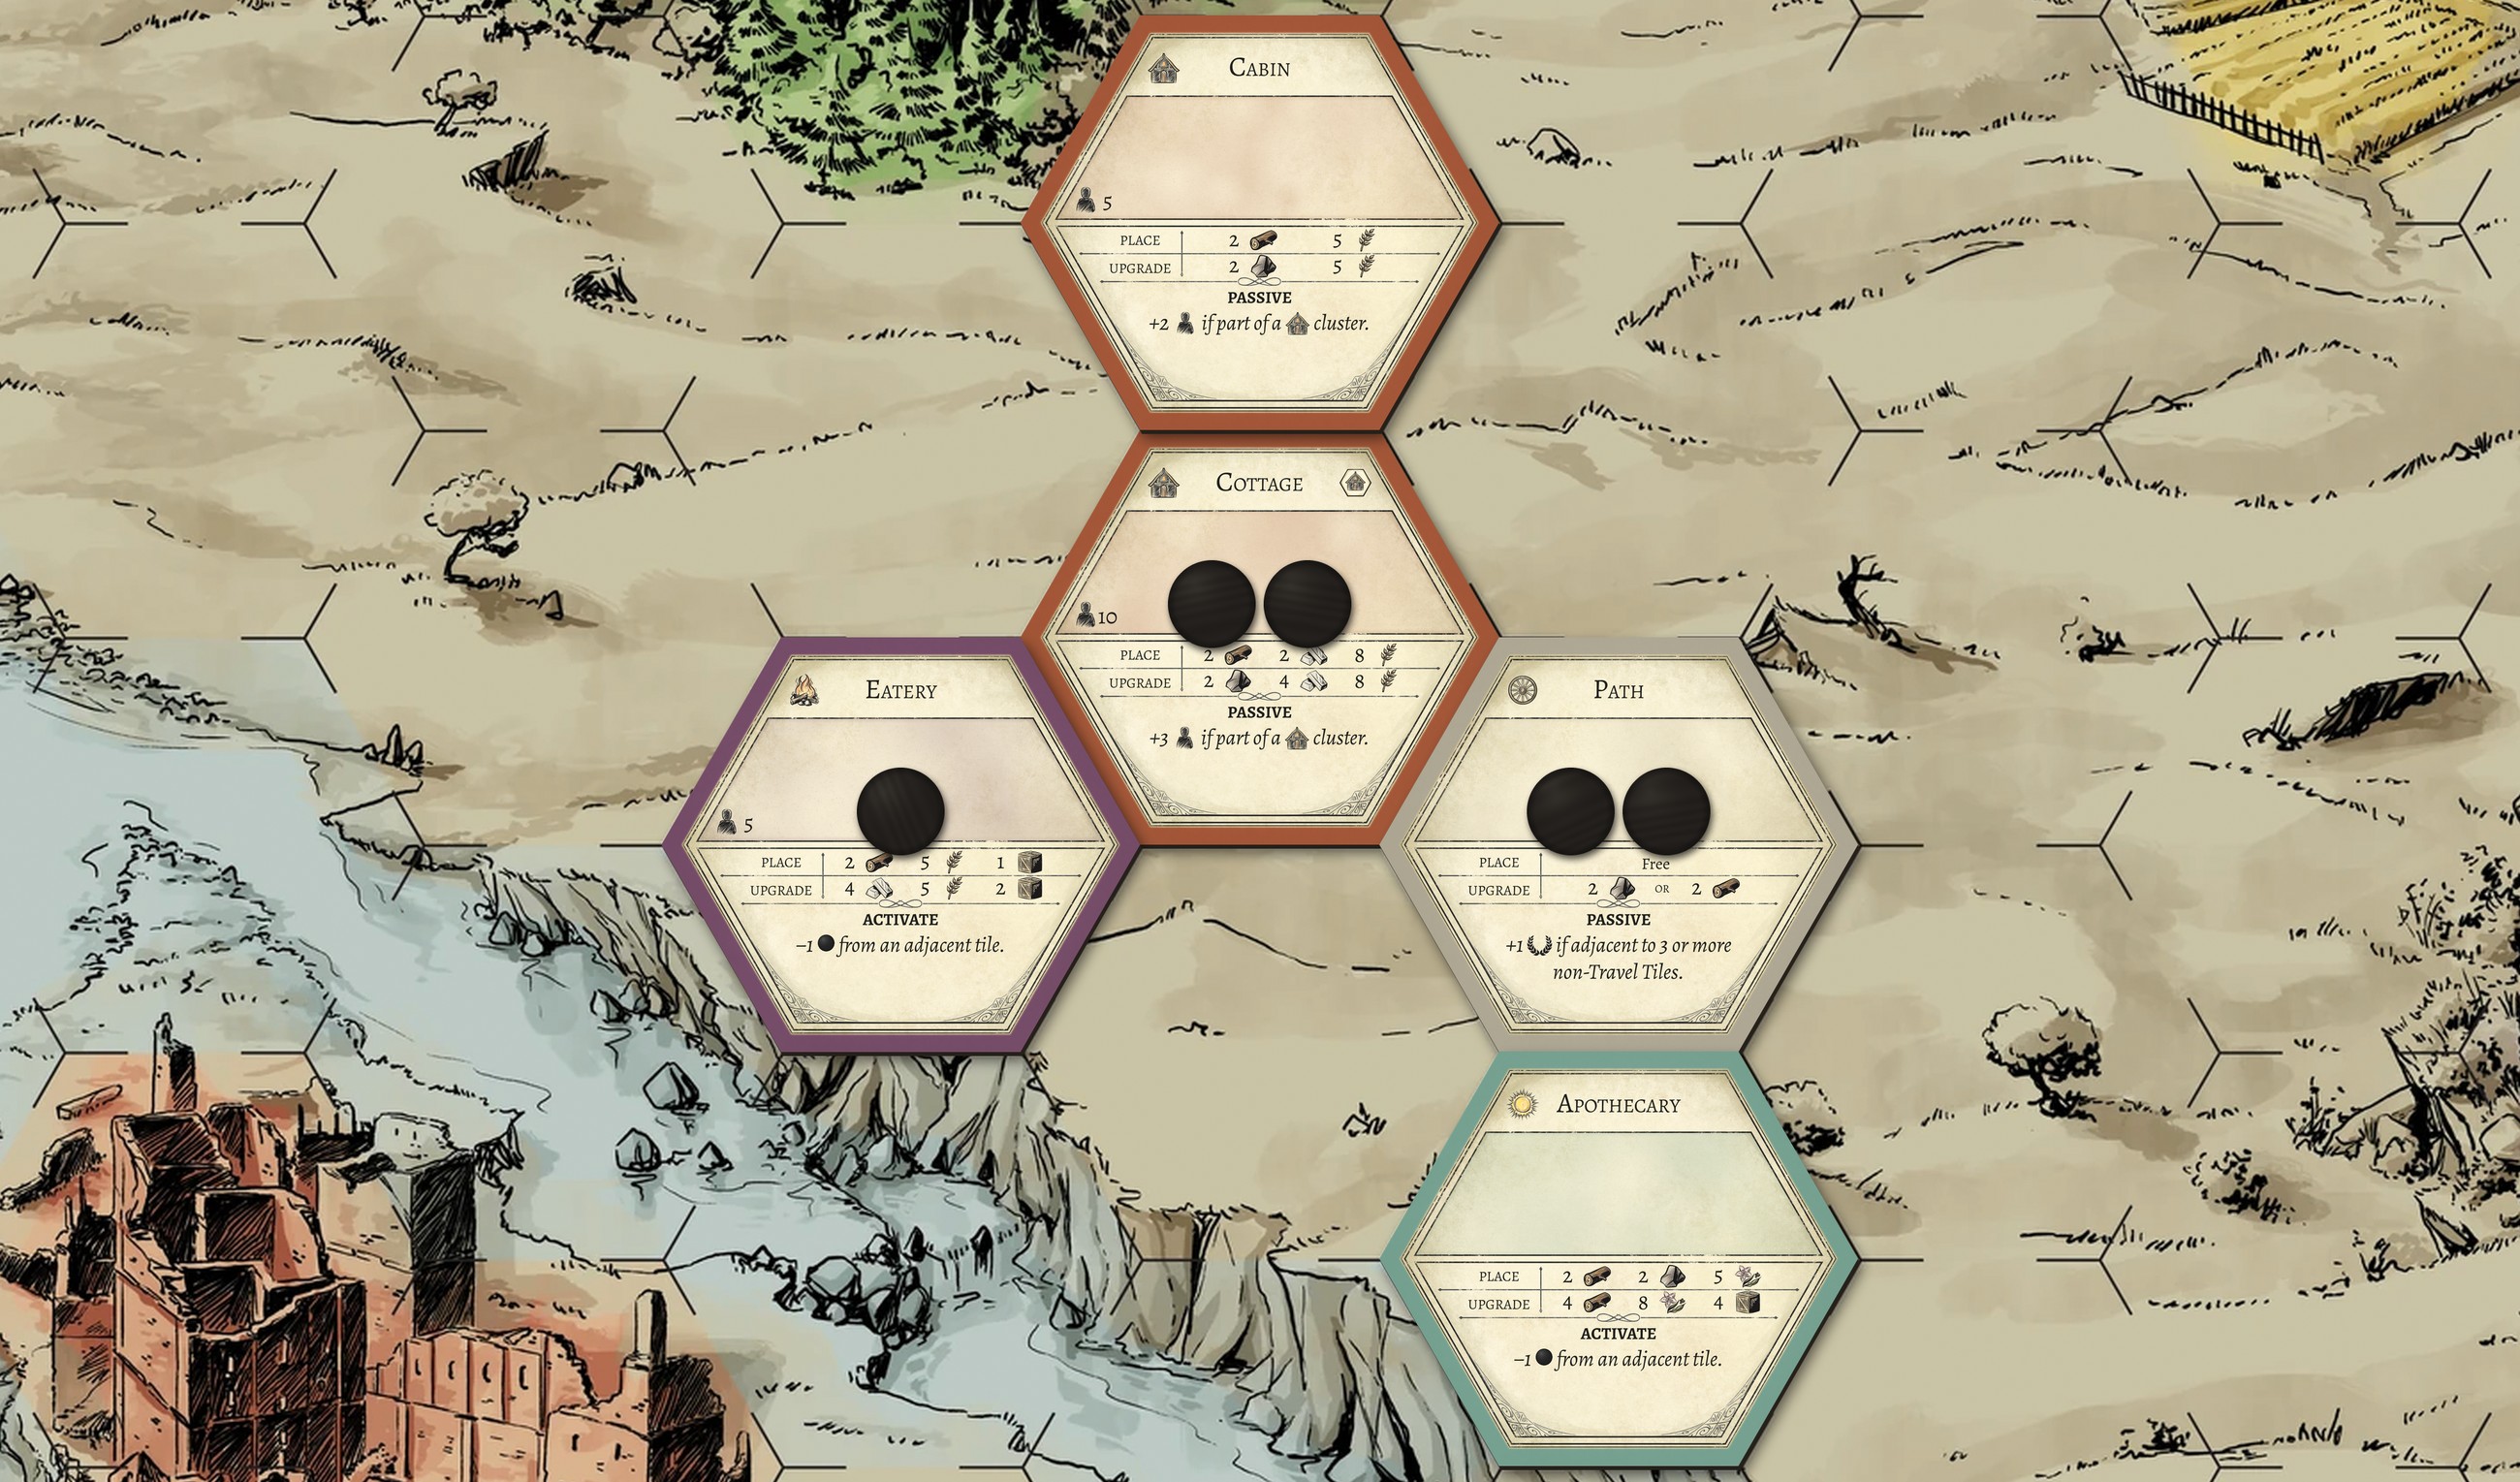 CABIN
5
PLACE 2 5
UPGRADE 2 5
PASSIVE
+2 if part of a cluster.
COTTAGE
10
PLACE 2 2 8
UPGRADE 2 4 8
PASSIVE
+3 if part of a cluster.
EATERY
5
PLACE 2 5 1
UPGRADE 4 5 2
ACTIVATE
−1 from an adjacent tile.
PATH
PLACE Free
UPGRADE 2 OR 2
PASSIVE
+1 if adjacent to 3 or more
non-Travel Tiles.
APOTHECARY
PLACE 2 2 5
UPGRADE 4 8 4
ACTIVATE
−1 from an adjacent tile.